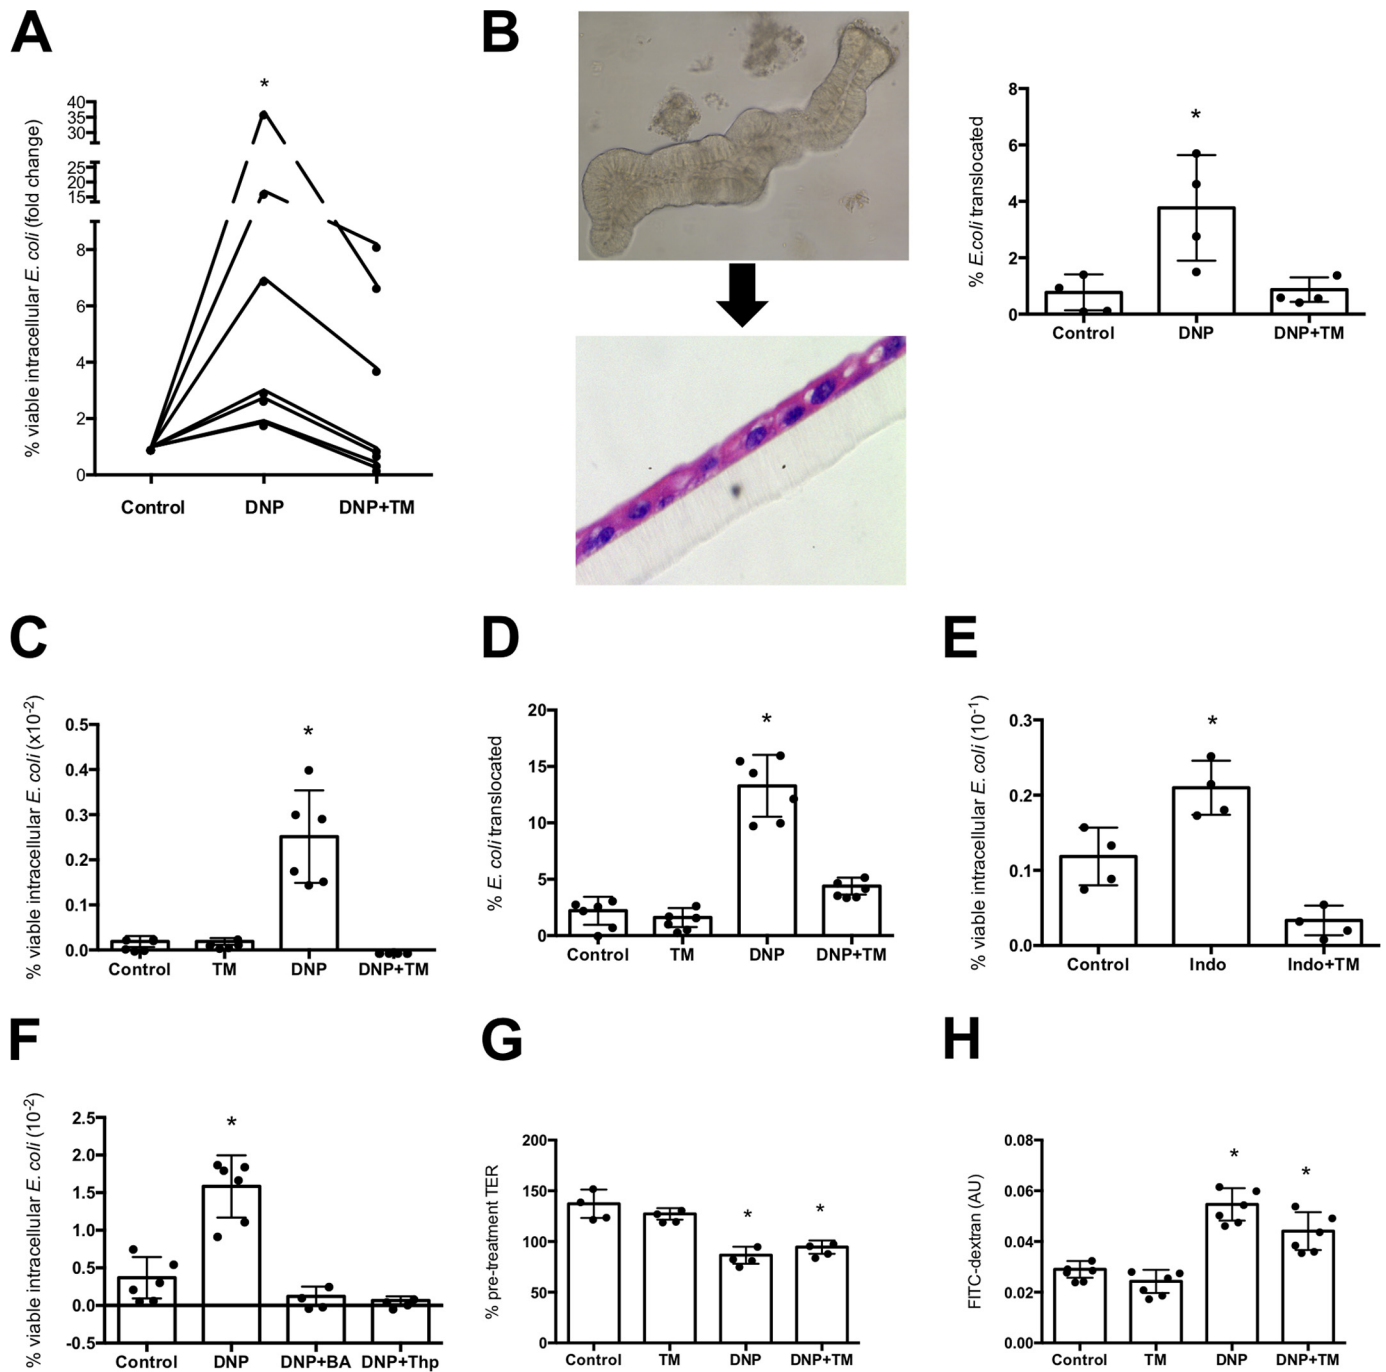 A
% viable intracellular E. coli (fold change)
40
35
30
25
20
15
8
6
4
2
0
*
Control DNP DNP+TM
B
% E.coli translocated
8
6
4
2
0
*
Control DNP DNP+TM
C
% viable intracellular E. coli (x10-2)
0.5
0.4
0.3
0.2
0.1
0.0
*
Control TM DNP DNP+TM
D
% E. coli translocated
20
15
10
5
0
*
Control TM DNP DNP+TM
E
% viable intracellular E. coli (10-1)
0.3
0.2
0.1
0.0
*
Control Indo Indo+TM
F
% viable intracellular E. coli (10-2)
2.5
2.0
1.5
1.0
0.5
0.0
-0.5
*
Control DNP DNP+BA DNP+Thp
G
% pre-treatment TER
200
150
100
50
0
* *
Control TM DNP DNP+TM
H
FITC-dextran (AU)
0.08
0.06
0.04
0.02
0.00
* *
Control TM DNP DNP+TM